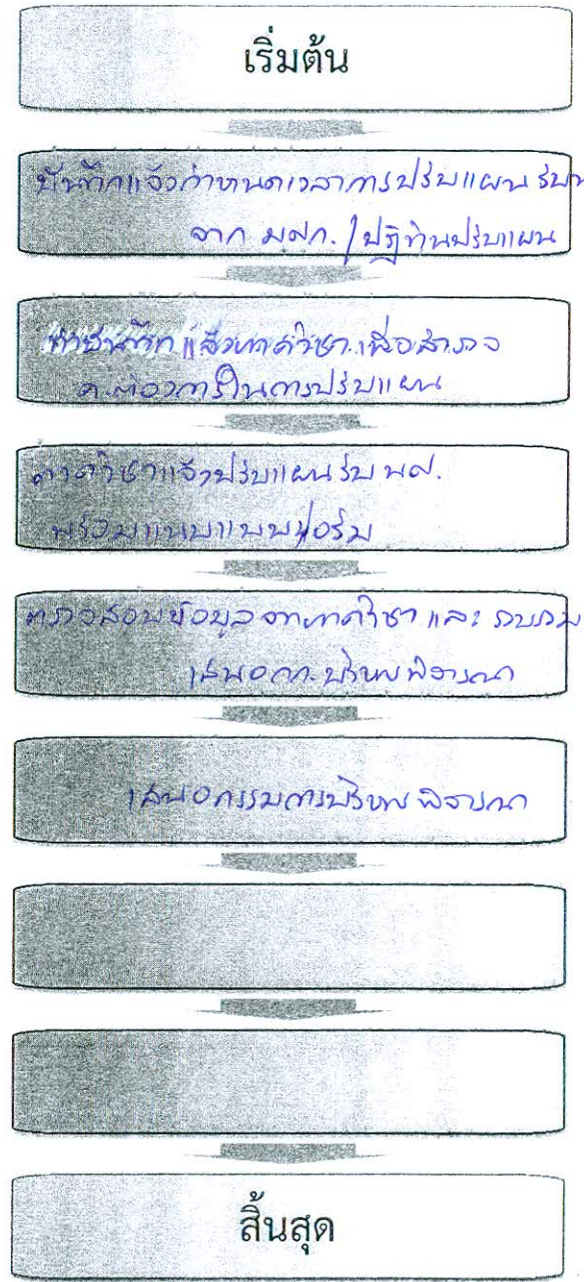 เริ่มต้น
บันทึกแจ้งกำหนดเวลาการปรับแผนรับ
จาก มศก. / ปฏิทินปรับแผน
ทำบันทึก แจ้งภาควิชา เพื่อสำรวจ
ค.ต้องการในการปรับแผน
ภาควิชาแจ้งปรับแผนรับ นศ.
พร้อมแนบแบบฟอร์ม
ตรวจสอบข้อมูลจากภาควิชา และ รวบรวม
เสนอ กก. บริหารพิจารณา
เสนอกรรมการบริหารพิจารณา
สิ้นสุด